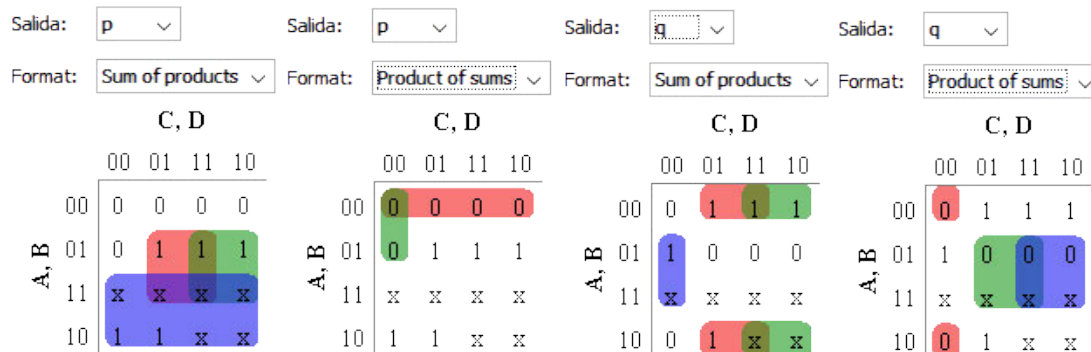 Salida: p Salida: p Salida: q Salida: q
Format: Sum of products Format: Product of sums Format: Sum of products Format: Product of sums
C, D C, D C, D C, D
00 01 11 10 00 01 11 10 00 01 11 10 00 01 11 10
00 0 0 0 0 00 0 0 0 0 00 0 1 1 1 00 0 1 1 1
A, B 01 0 1 1 1 A, B 01 0 1 1 1 A, B 01 1 0 0 0 A, B 01 1 0 0 0
11 x x x x 11 x x x x 11 x x x x 11 x x x x
10 1 1 x x 10 1 1 x x 10 0 1 x x 10 0 1 x x